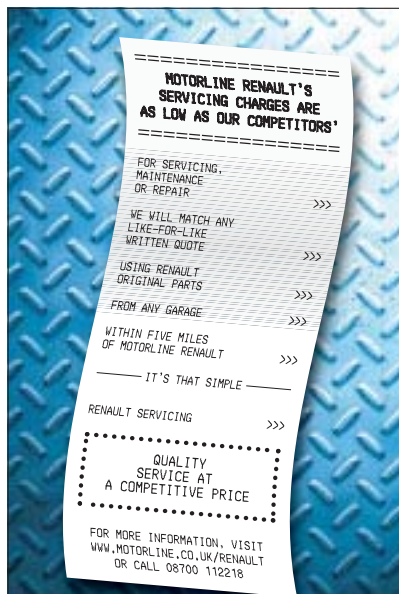 MOTORLINE RENAULT'S
SERVICING CHARGES ARE
AS LOW AS OUR COMPETITORS'
FOR SERVICING,
MAINTENANCE
OR REPAIR >>>
WE WILL MATCH ANY
LIKE-FOR-LIKE
WRITTEN QUOTE >>>
USING RENAULT
ORIGINAL PARTS >>>
FROM ANY GARAGE >>>
WITHIN FIVE MILES
OF MOTORLINE RENAULT >>>
IT'S THAT SIMPLE
RENAULT SERVICING >>>
QUALITY
SERVICE AT
A COMPETITIVE PRICE
FOR MORE INFORMATION, VISIT
WWW.MOTORLINE.CO.UK/RENAULT
OR CALL 08700 112218